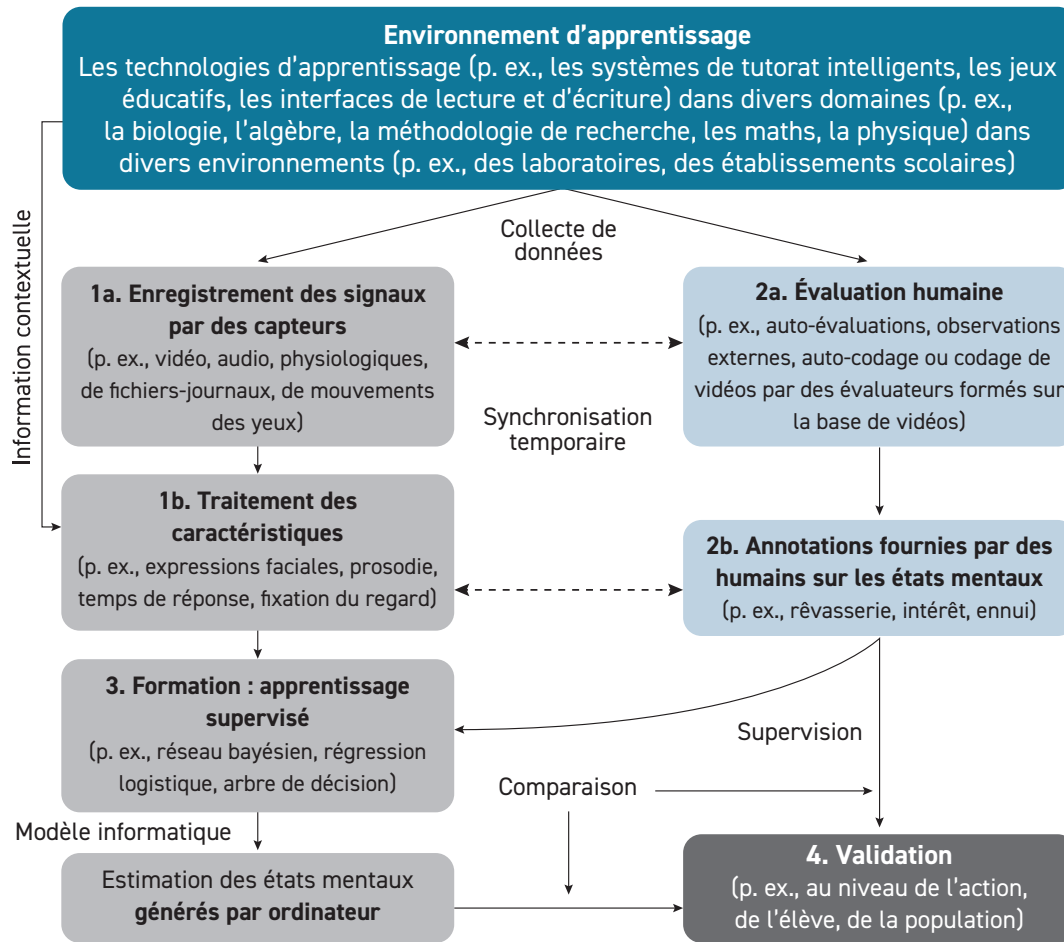 Environnement d’apprentissage
Les technologies d’apprentissage (p. ex., les systèmes de tutorat intelligents, les jeux
éducatifs, les interfaces de lecture et d’écriture) dans divers domaines (p. ex.,
la biologie, l’algèbre, la méthodologie de recherche, les maths, la physique) dans
divers environnements (p. ex., des laboratoires, des établissements scolaires)
Information contextuelle
Collecte de
données
1a. Enregistrement des signaux
par des capteurs
(p. ex., vidéo, audio, physiologiques,
de fichiers-journaux, de mouvements
des yeux)
2a. Évaluation humaine
(p. ex., auto-évaluations, observations
externes, auto-codage ou codage de
vidéos par des évaluateurs formés sur
la base de vidéos)
Synchronisation
temporaire
1b. Traitement des
caractéristiques
(p. ex., expressions faciales, prosodie,
temps de réponse, fixation du regard)
2b. Annotations fournies par des
humains sur les états mentaux
(p. ex., rêvasserie, intérêt, ennui)
3. Formation : apprentissage
supervisé
(p. ex., réseau bayésien, régression
logistique, arbre de décision)
Supervision
Comparaison
Modèle informatique
Estimation des états mentaux
générés par ordinateur
4. Validation
(p. ex., au niveau de l’action,
de l’élève, de la population)